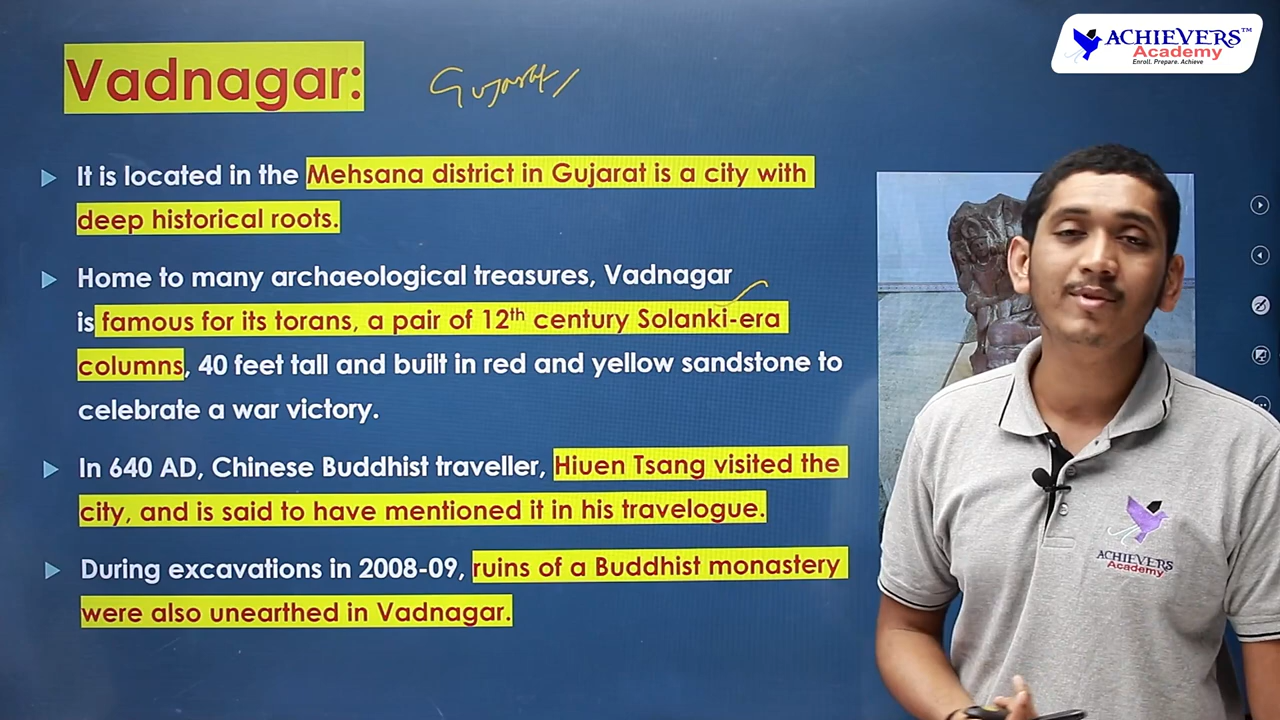 ACHIEVERS™
Academy
Enroll. Prepare. Achieve
Vadnagar:
Gujarat
It is located in the Mehsana district in Gujarat is a city with
deep historical roots.
Home to many archaeological treasures, Vadnagar
is famous for its torans, a pair of 12th century Solanki-era
columns, 40 feet tall and built in red and yellow sandstone to
celebrate a war victory.
In 640 AD, Chinese Buddhist traveller, Hiuen Tsang visited the
city, and is said to have mentioned it in his travelogue.
During excavations in 2008-09, ruins of a Buddhist monastery
were also unearthed in Vadnagar.
ACHIEVERS
Academy